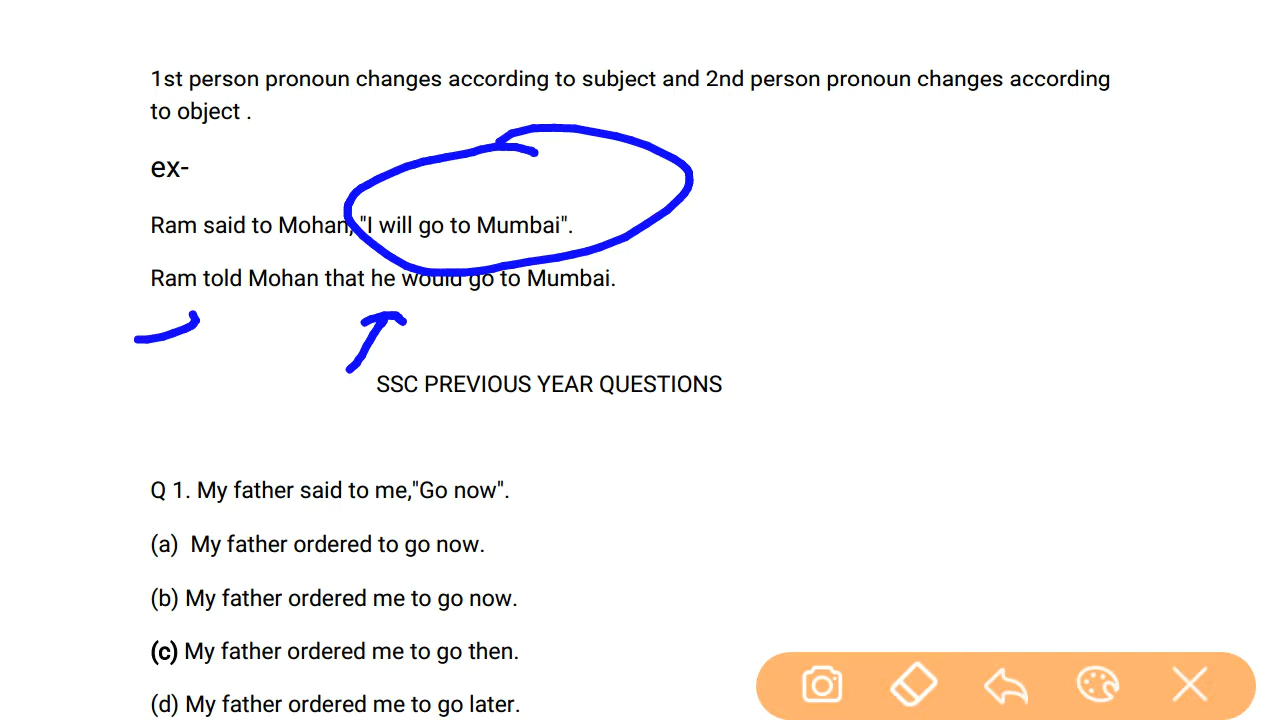 1st person pronoun changes according to subject and 2nd person pronoun changes according
to object .
ex-
Ram said to Mohan, "I will go to Mumbai".
Ram told Mohan that he would go to Mumbai.
SSC PREVIOUS YEAR QUESTIONS
Q 1. My father said to me,"Go now".
(a) My father ordered to go now.
(b) My father ordered me to go now.
(c) My father ordered me to go then.
(d) My father ordered me to go later.